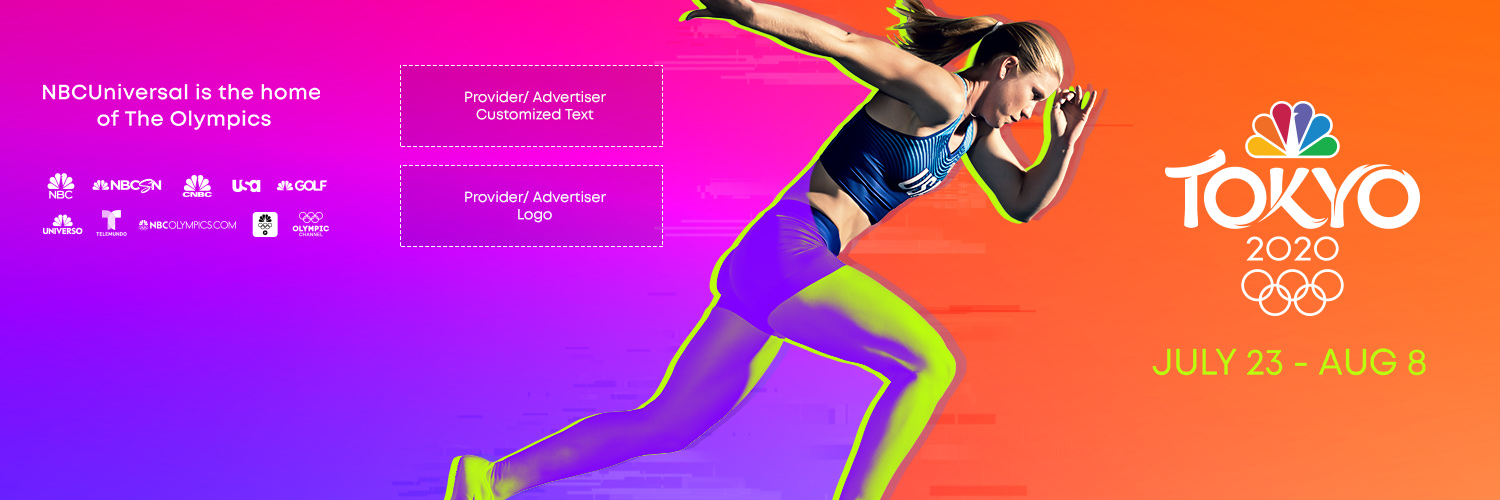 NBCUniversal is the home
of The Olympics
NBC
NBCSN
CNBC
USA
GOLF
UNIVERSO
TELEMUNDO
NBCOLYMPICS.COM
OLYMPIC
CHANNEL
Provider/ Advertiser
Customized Text
Provider/ Advertiser
Logo
US
TOKYO
2020
JULY 23 - AUG 8